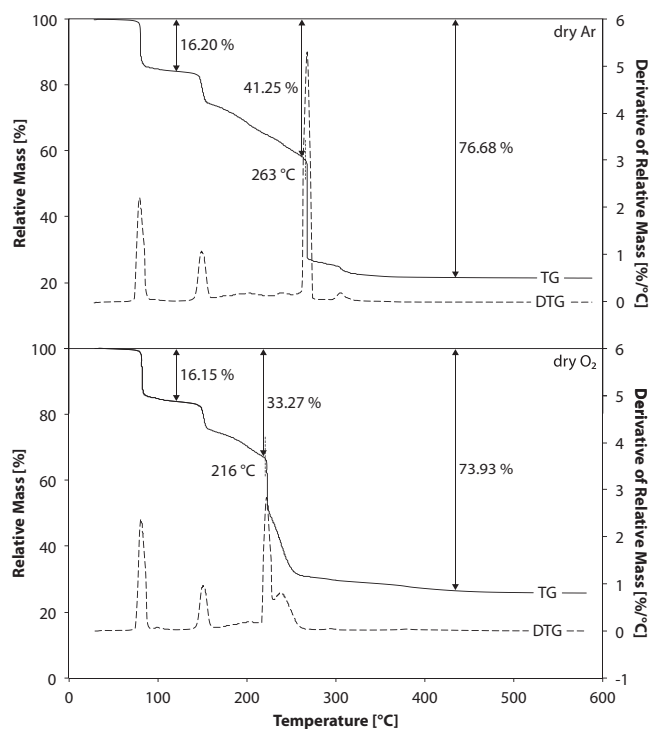 100
80
60
40
20
Relative Mass [%]
16.20 %
41.25 %
263 °C
76.68 %
dry Ar
TG
DTG
6
5
4
3
2
1
0
Derivative of Relative
Mass [%/°C]
100
80
60
40
20
0
Relative Mass [%]
16.15 %
33.27 %
216 °C
73.93 %
dry O₂
TG
DTG
6
5
4
3
2
1
0
-1
Derivative of Relative
Mass [%/°C]
0 100 200 300 400 500 600
Temperature [°C]